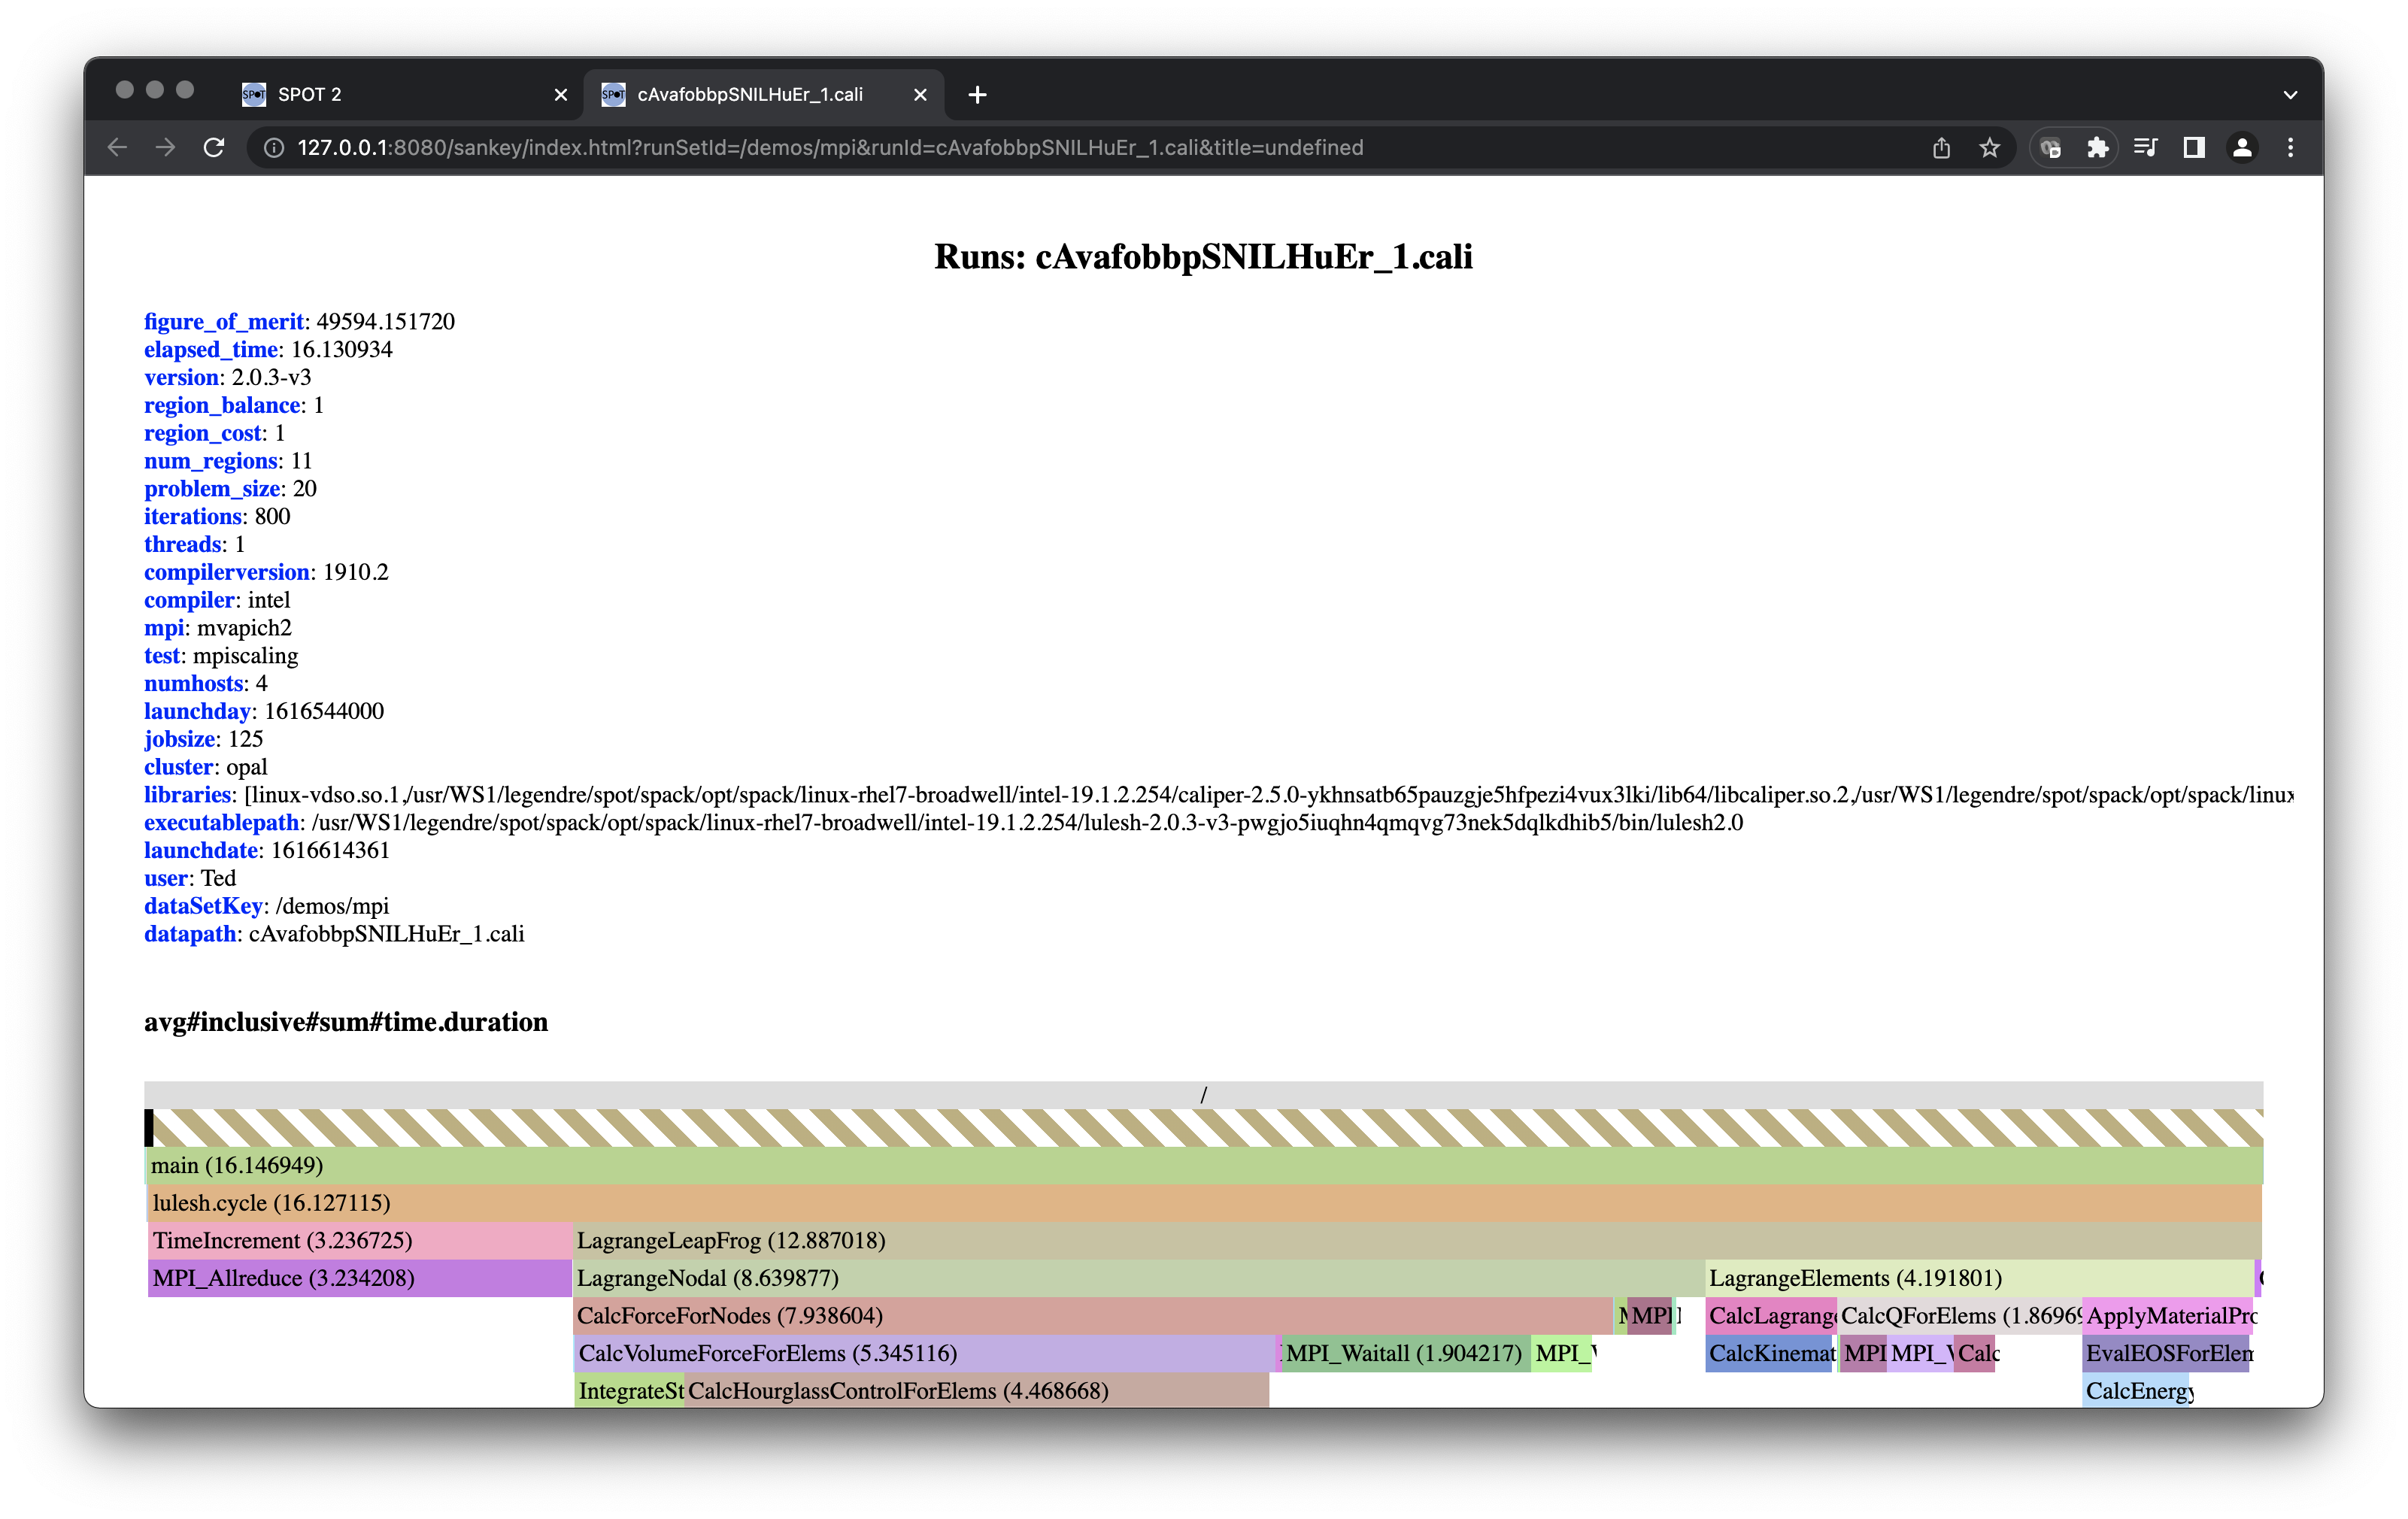 SPOT 2
cAvafobbpSNILHuEr_1.cali
127.0.0.1:8080/sankey/index.html?runSetId=/demos/mpi&runId=cAvafobbpSNILHuEr_1.cali&title=undefined
Runs: cAvafobbpSNILHuEr_1.cali
figure_of_merit: 49594.151720
elapsed_time: 16.130934
version: 2.0.3-v3
region_balance: 1
region_cost: 1
num_regions: 11
problem_size: 20
iterations: 800
threads: 1
compilerversion: 1910.2
compiler: intel
mpi: mvapich2
test: mpiscaling
numhosts: 4
launchday: 1616544000
jobsize: 125
cluster: opal
libraries: [linux-vdso.so.1,/usr/WS1/legendre/spot/spack/opt/spack/linux-rhel7-broadwell/intel-19.1.2.254/caliper-2.5.0-ykhnsatb65pauzgje5hfpezi4vux3lki/lib64/libcaliper.so.2,/usr/WS1/legendre/spot/spack/opt/spack/linux
executablepath: /usr/WS1/legendre/spot/spack/opt/spack/linux-rhel7-broadwell/intel-19.1.2.254/lulesh-2.0.3-v3-pwgjo5iuqhn4qmqvg73nek5dqlkdhib5/bin/lulesh2.0
launchdate: 1616614361
user: Ted
dataSetKey: /demos/mpi
datapath: cAvafobbpSNILHuEr_1.cali
avg#inclusive#sum#time.duration
/
main (16.146949)
lulesh.cycle (16.127115)
TimeIncrement (3.236725) LagrangeLeapFrog (12.887018)
MPI_Allreduce (3.234208) LagrangeNodal (8.639877) LagrangeElements (4.191801)
CalcForceForNodes (7.938604) MPI CalcLagrange CalcQForElems (1.8696 ApplyMaterialPro
CalcVolumeForceForElems (5.345116) MPI_Waitall (1.904217) MPI_ CalcKinemat MPI MPI_ Calc EvalEOSForElem
IntegrateSt CalcHourglassControlForElems (4.468668) CalcEnergy